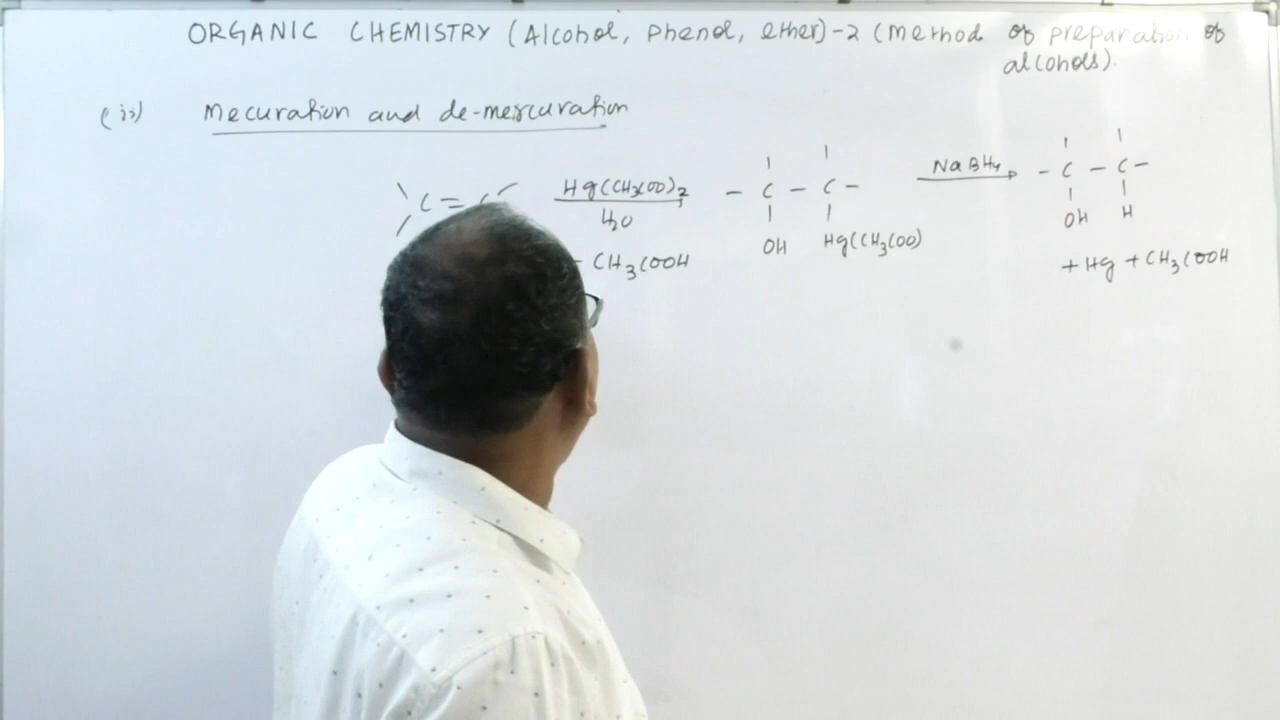 ORGANIC CHEMISTRY (Alcohol, Phenol, ether)-2 (Method of preparation of
alcohols).
(ii) Mecuration and de-mercuration
C = Hg(CH3COO)2 - C - C - NaBH4 - C - C -
H2O OH H
OH Hg(CH3COO)
- CH3COOH + Hg + CH3COOH